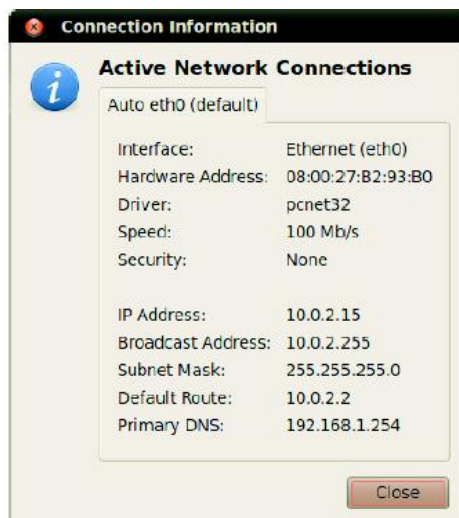 Connection Information
Active Network Connections
Auto eth0 (default)
Interface: Ethernet (eth0)
Hardware Address: 08:00:27:B2:93:B0
Driver: pcnet32
Speed: 100 Mb/s
Security: None
IP Address: 10.0.2.15
Broadcast Address: 10.0.2.255
Subnet Mask: 255.255.255.0
Default Route: 10.0.2.2
Primary DNS: 192.168.1.254
Close